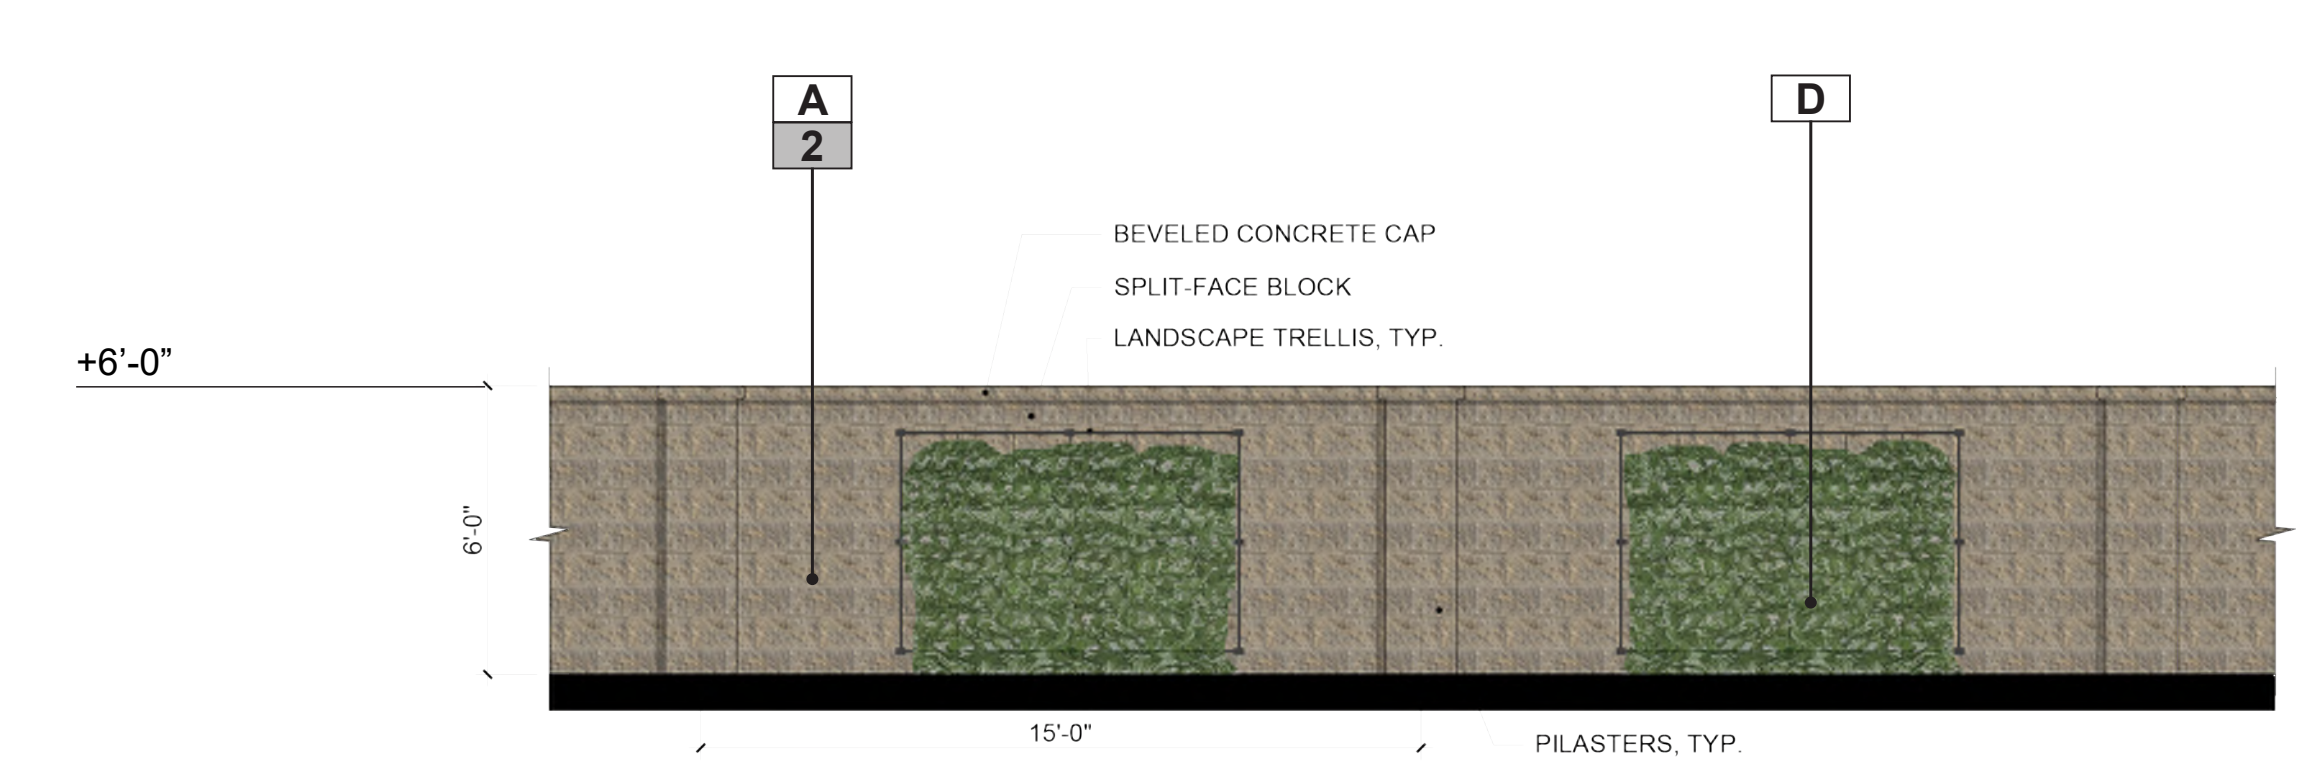 A
2
D
BEVELED CONCRETE CAP
SPLIT-FACE BLOCK
LANDSCAPE TRELLIS, TYP.
+6’-0”
6'-0"
15'-0"
PILASTERS, TYP.